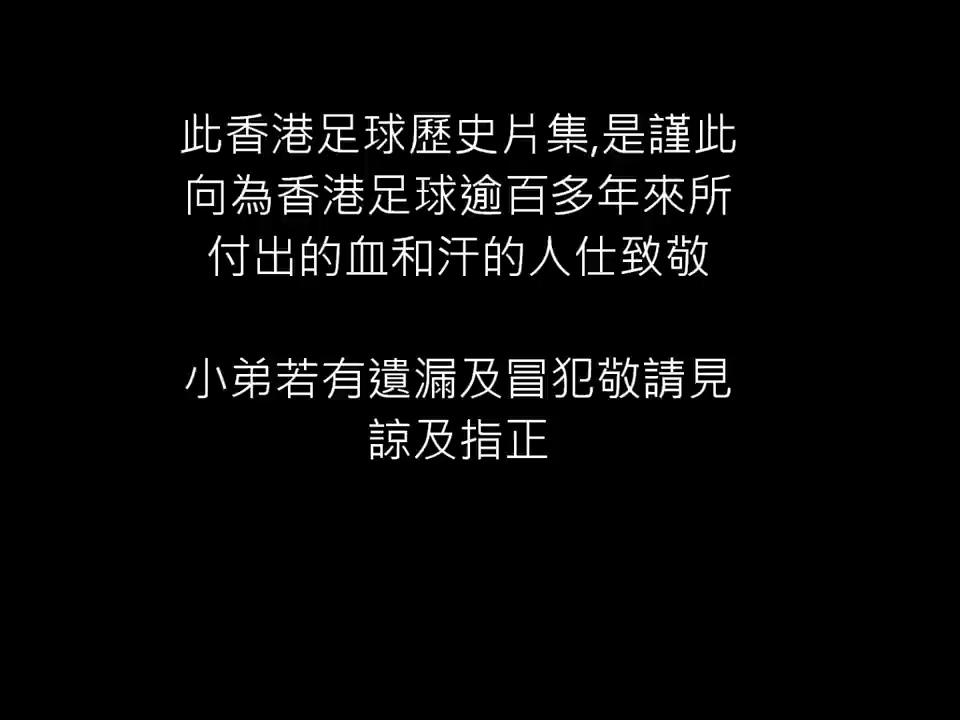 此香港足球歷史片集,是謹此
向為香港足球逾百多年來所
付出的血和汗的人仕致敬
小弟若有遺漏及冒犯敬請見
諒及指正